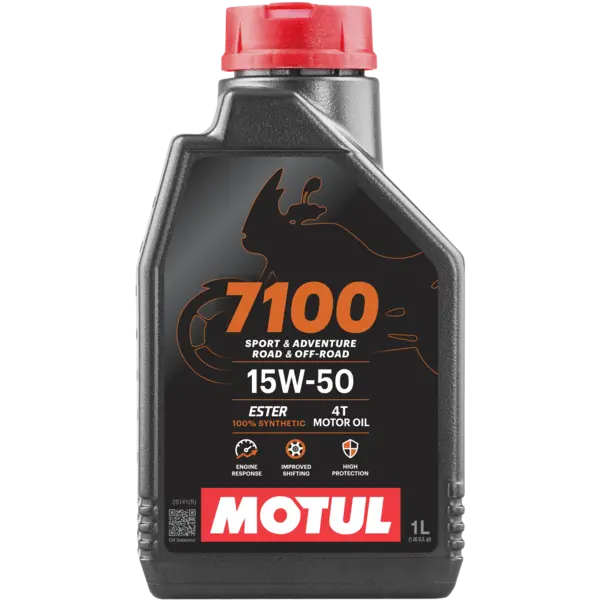 7100
SPORT & ADVENTURE
ROAD & OFF-ROAD
15W-50
ESTER
100% SYNTHETIC
4T
MOTOR OIL
ENGINE
RESPONSE
IMPROVED
SHIFTING
HIGH
PROTECTION
MOTUL
1L